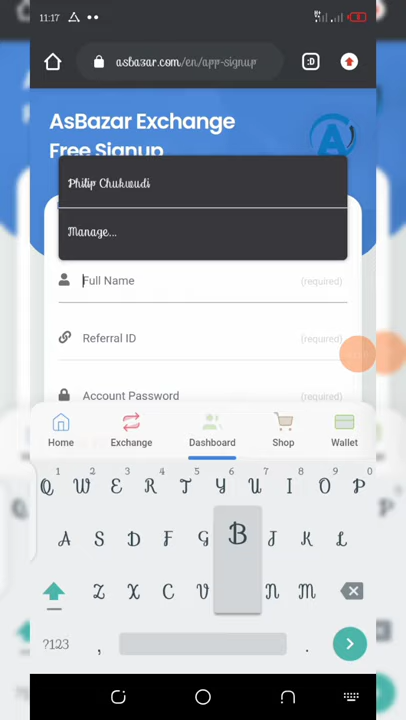 11:17
:D
asbazar.com/en/app-signup
AsBazar Exchange
Free Signup
Philip Chukwudi
Manage...
Full Name (required)
Referral ID (required)
Account Password (required)
Home Exchange Dashboard Shop Wallet
1 2 3 4 5 6 7 8 9 0
Q W E R T Y U I O P
A S D F G B J K L
Z X C V N M
?123 , .